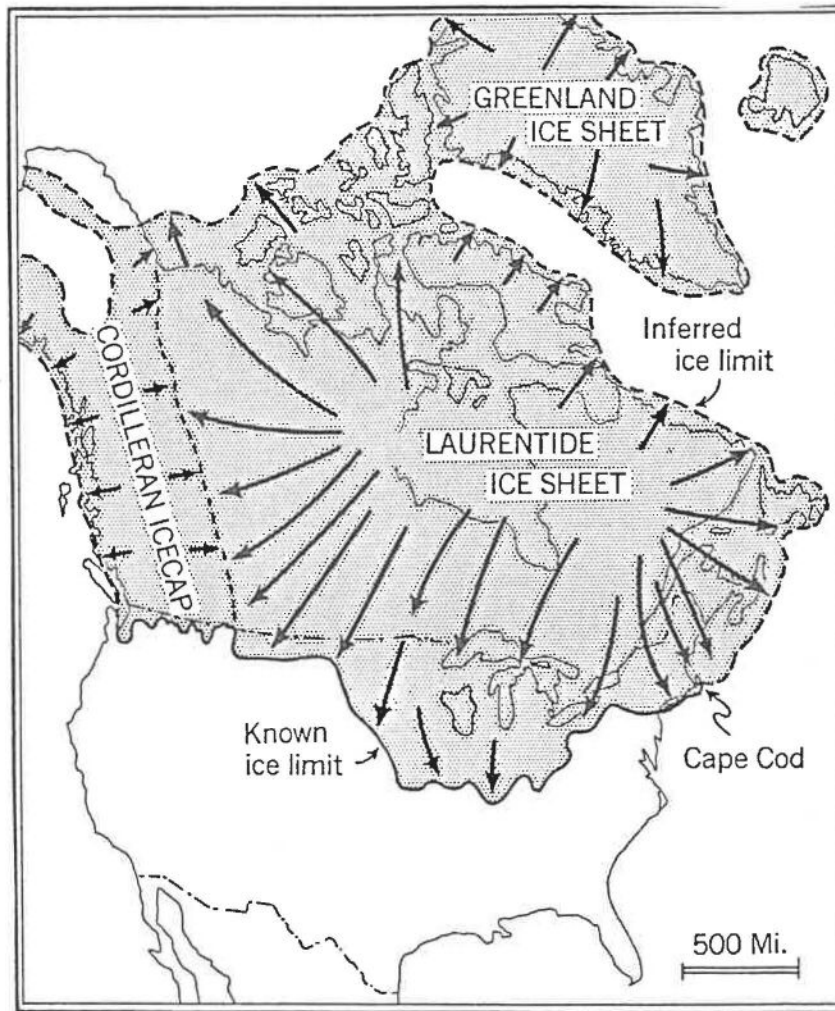 GREENLAND
ICE SHEET
Inferred
ice limit
CORDILLERAN ICECAP
LAURENTIDE
ICE SHEET
Known
ice limit
Cape Cod
500 Mi.